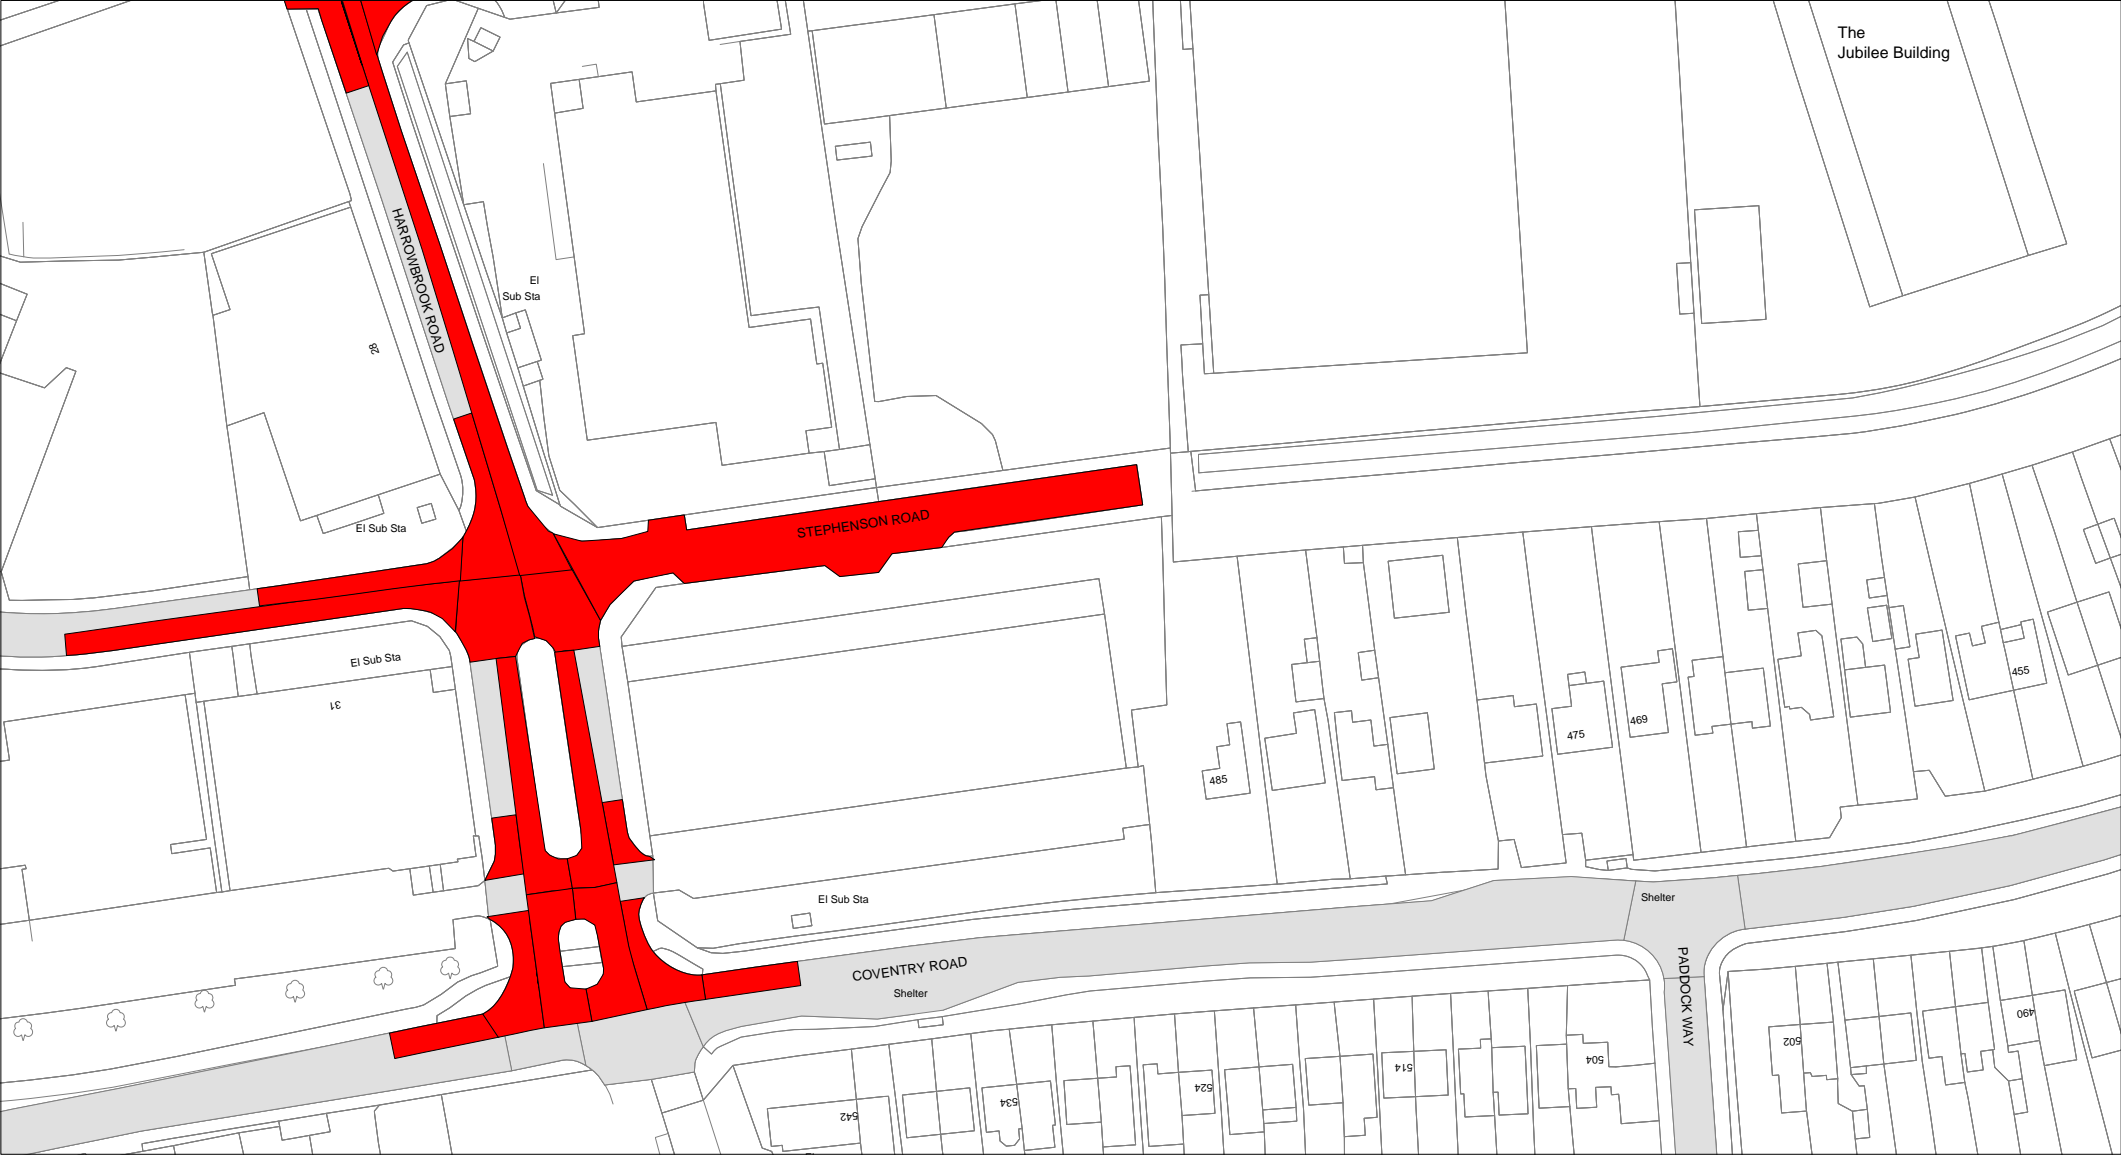 The
Jubilee Building
HARROWBROOK ROAD
El
Sub Sta
28
STEPHENSON ROAD
El Sub Sta
El Sub Sta
31
455
469
475
485
El Sub Sta
Shelter
COVENTRY ROAD
Shelter
PADDOCK WAY
490
502
504
514
524
534
542